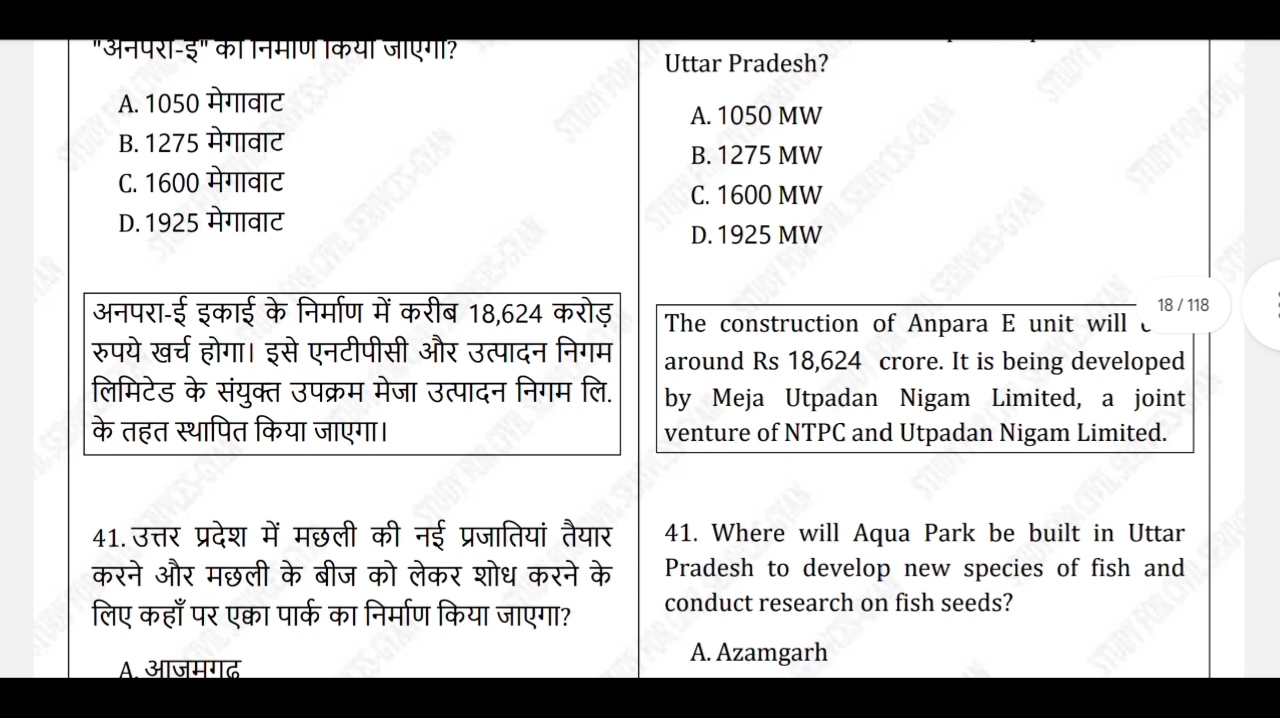 "अनपरा-ई" का निर्माण किया जाएगा?
A. 1050 मेगावाट
B. 1275 मेगावाट
C. 1600 मेगावाट
D. 1925 मेगावाट
अनपरा-ई इकाई के निर्माण में करीब 18,624 करोड़
रुपये खर्च होगा। इसे एनटीपीसी और उत्पादन निगम
लिमिटेड के संयुक्त उपक्रम मेजा उत्पादन निगम लि.
के तहत स्थापित किया जाएगा।
41. उत्तर प्रदेश में मछली की नई प्रजातियां तैयार
करने और मछली के बीज को लेकर शोध करने के
लिए कहाँ पर एक्वा पार्क का निर्माण किया जाएगा?
A. आजमगढ़
Uttar Pradesh?
A. 1050 MW
B. 1275 MW
C. 1600 MW
D. 1925 MW
The construction of Anpara E unit will
around Rs 18,624 crore. It is being developed
by Meja Utpadan Nigam Limited, a joint
venture of NTPC and Utpadan Nigam Limited.
18 / 118
41. Where will Aqua Park be built in Uttar
Pradesh to develop new species of fish and
conduct research on fish seeds?
A. Azamgarh
STUDY FOR CIVIL SERVICES-GYAN